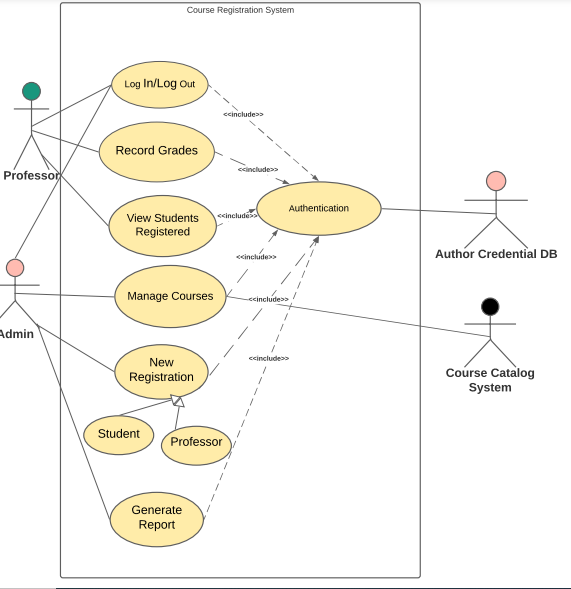 Course Registration System
Log In/Log Out
<<include>>
Record Grades
<<include>>
Professor
View Students
Registered
<<include>>
Authentication
Author Credential DB
<<include>>
Manage Courses
<<include>>
Admin
Course Catalog
System
New
Registration
<<include>>
Student
Professor
Generate
Report